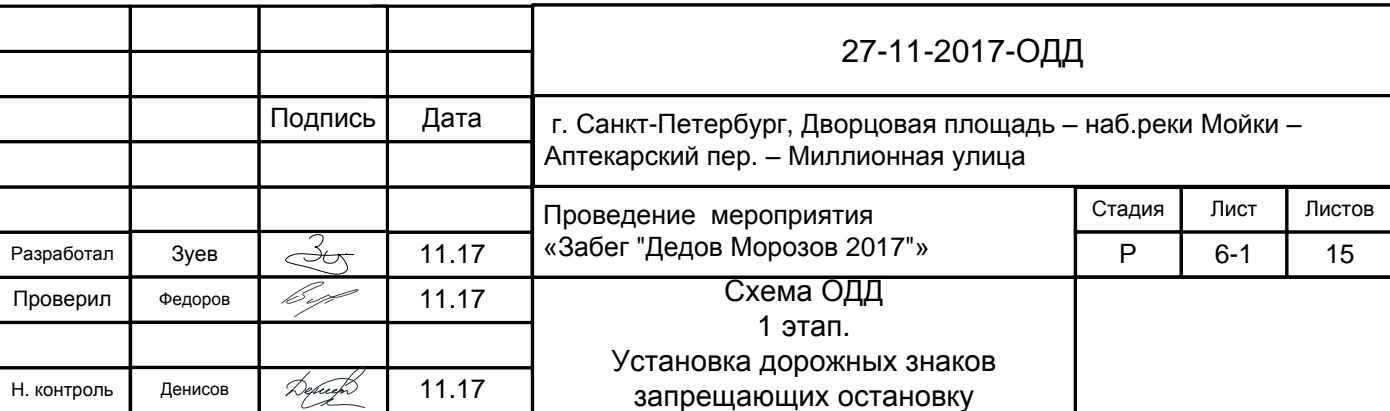 27-11-2017-ОДД
Подпись Дата
г. Санкт-Петербург, Дворцовая площадь – наб.реки Мойки –
Аптекарский пер. – Миллионная улица
Проведение мероприятия
«Забег "Дедов Морозов 2017"»
Стадия Лист Листов
Р 6-1 15
Разработал Зуев 11.17
Проверил Федоров 11.17
Н. контроль Денисов 11.17
Схема ОДД
1 этап.
Установка дорожных знаков
запрещающих остановку